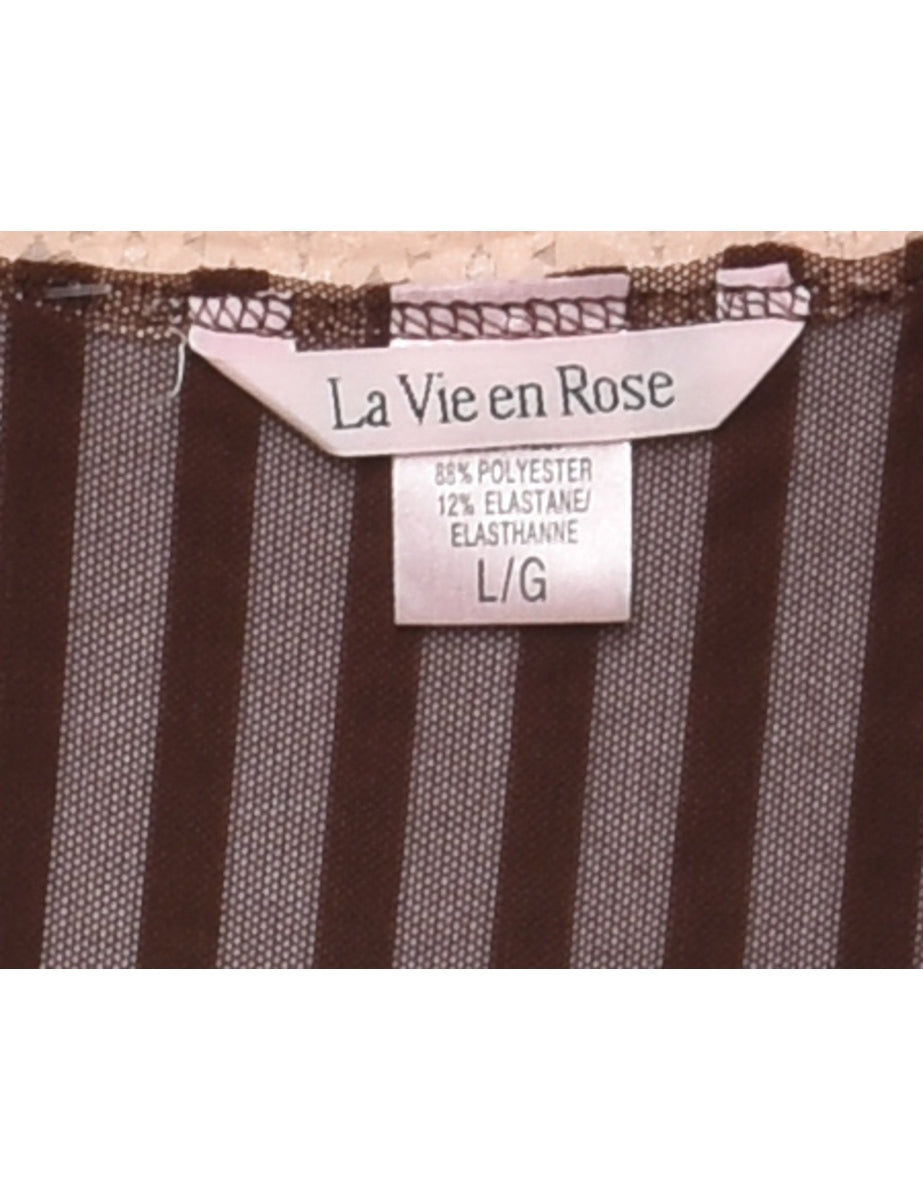 La Vie en Rose
88% POLYESTER
12% ELASTANE/
ELASTHANNE
L/G